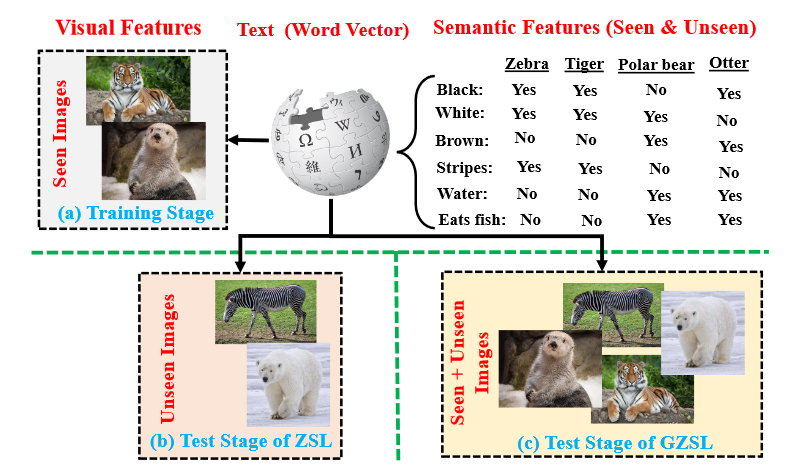 Visual Features
Text (Word Vector)
Semantic Features (Seen & Unseen)
Seen Images
(a) Training Stage
Ω
W
維
И
Zebra Tiger Polar bear Otter
Black: Yes Yes No Yes
White: Yes Yes Yes No
Brown: No No Yes Yes
Stripes: Yes Yes No No
Water: No No Yes Yes
Eats fish: No No Yes Yes
Unseen Images
(b) Test Stage of ZSL
Seen + Unseen
Images
(c) Test Stage of GZSL